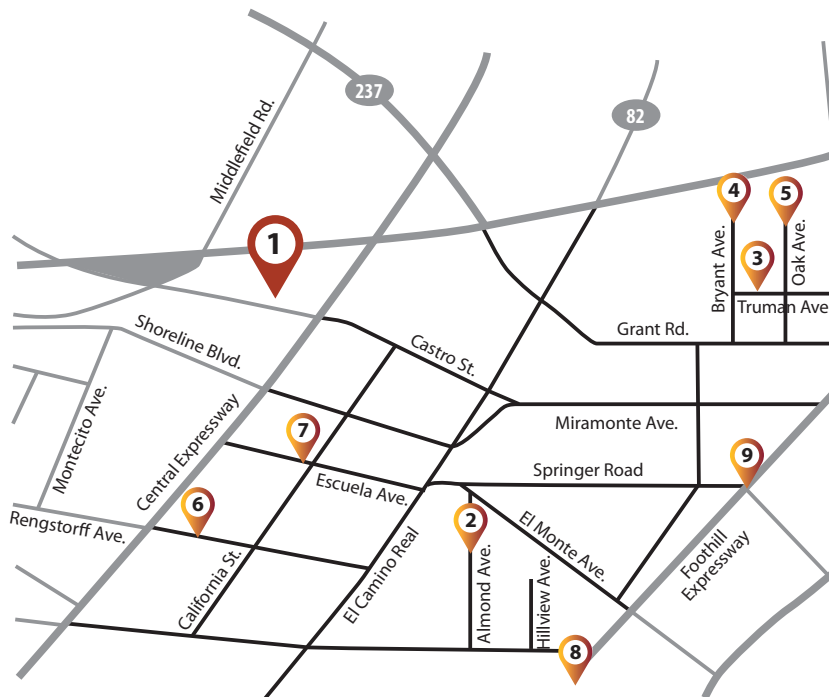 237
82
Middlefield Rd.
1
4
5
3
Bryant Ave.
Oak Ave.
Truman Ave
Grant Rd.
Shoreline Blvd.
Castro St.
Montecito Ave.
Central Expressway
7
Miramonte Ave.
Escuela Ave.
Springer Road
9
6
Rengstorff Ave.
2
El Monte Ave.
California St.
El Camino Real
Almond Ave.
Hillview Ave.
Foothill
Expressway
8